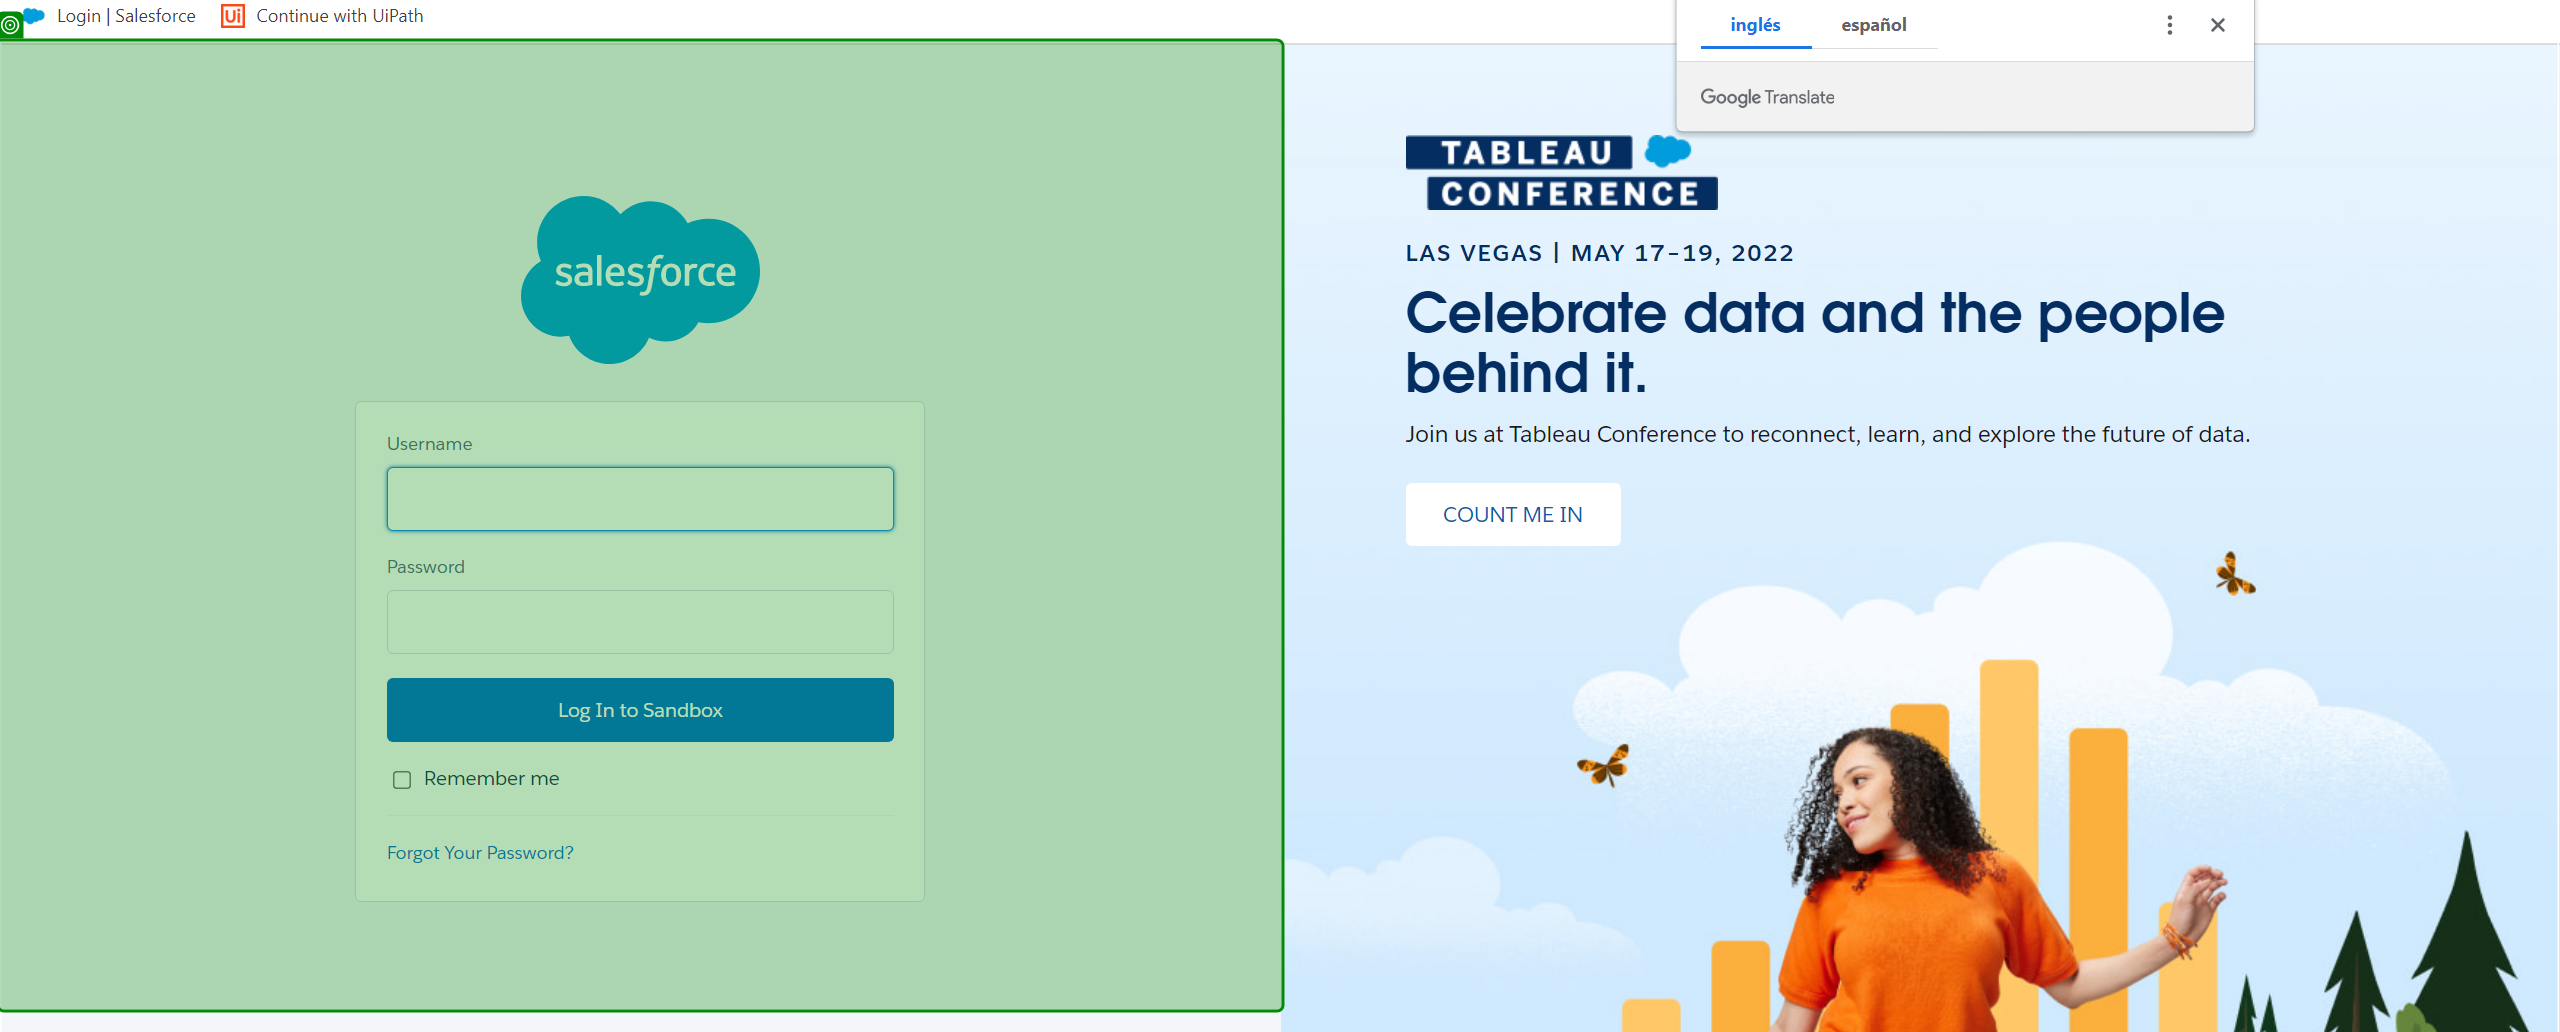 Login | Salesforce
Ui Continue with UiPath
inglés español
Google Translate
salesforce
Username
Password
Log In to Sandbox
Remember me
Forgot Your Password?
TABLEAU
CONFERENCE
LAS VEGAS | MAY 17–19, 2022
Celebrate data and the people
behind it.
Join us at Tableau Conference to reconnect, learn, and explore the future of data.
COUNT ME IN